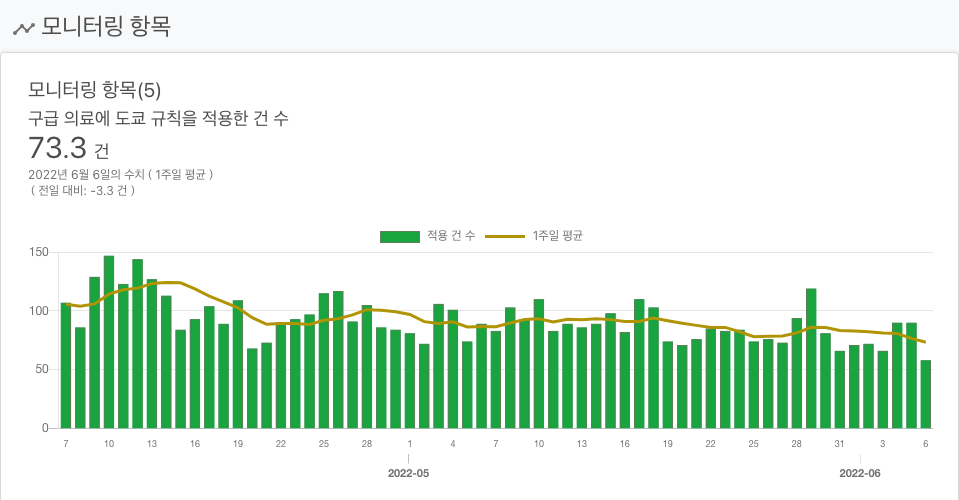 모니터링 항목
모니터링 항목(5)
구급 의료에 도쿄 규칙을 적용한 건 수
73.3 건
2022년 6월 6일의 수치 ( 1주일 평균 )
( 전일 대비: -3.3 건 )
적용 건 수 1주일 평균
150
100
50
0
7 10 13 16 19 22 25 28 1 4 7 10 13 16 19 22 25 28 31 3 6
2022-05 2022-06